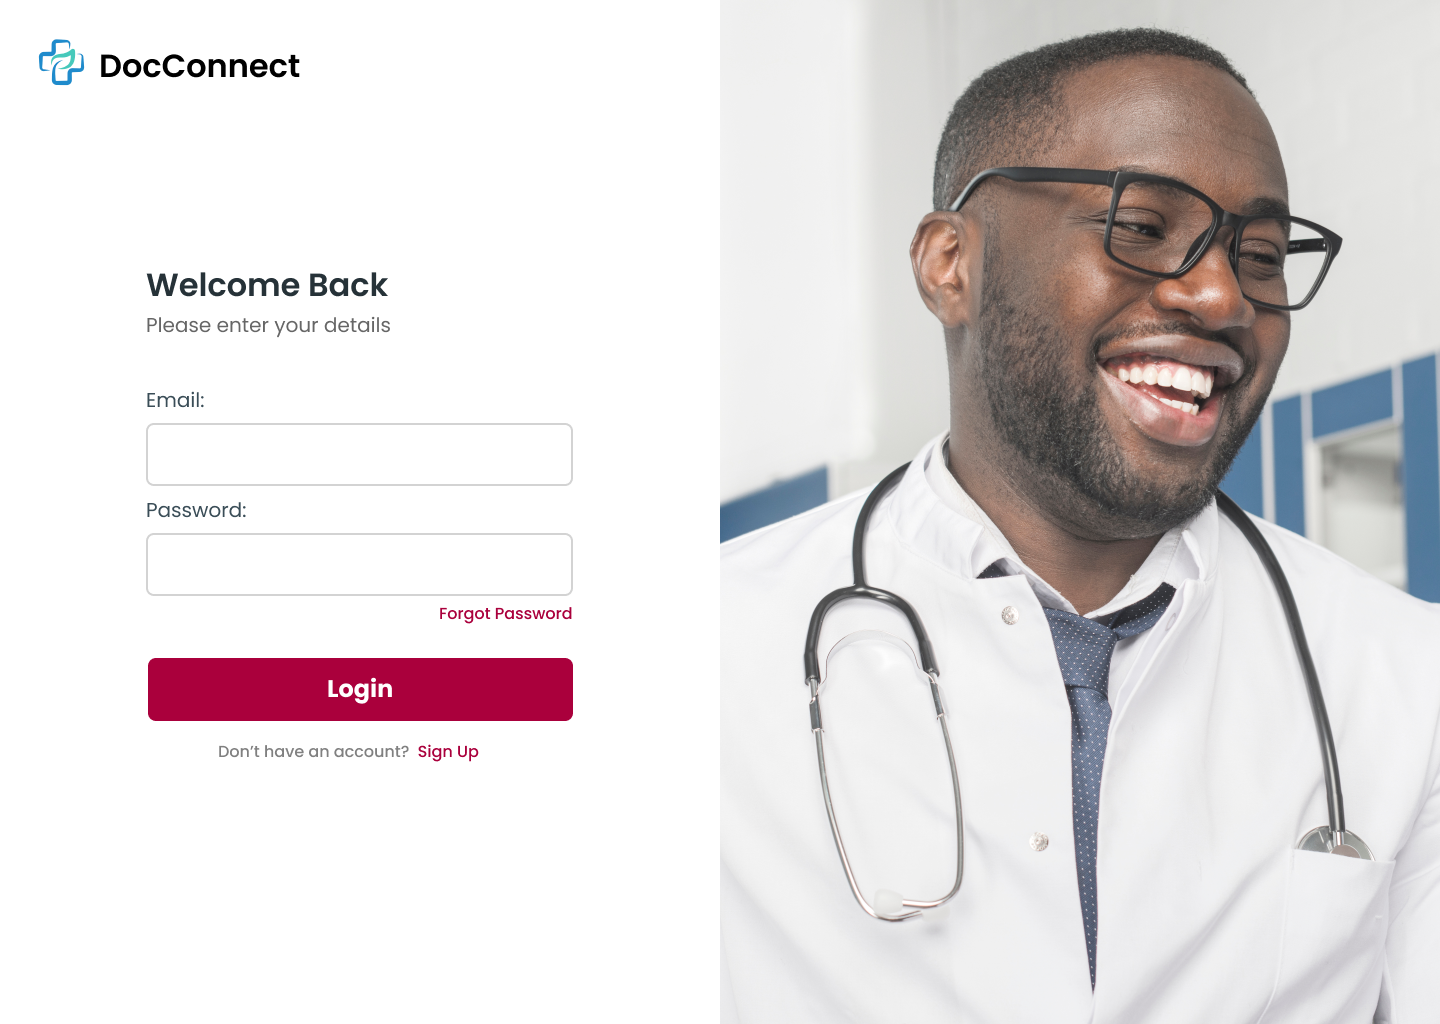 DocConnect
Welcome Back
Please enter your details
Email:
Password:
Forgot Password
Login
Don’t have an account? Sign Up